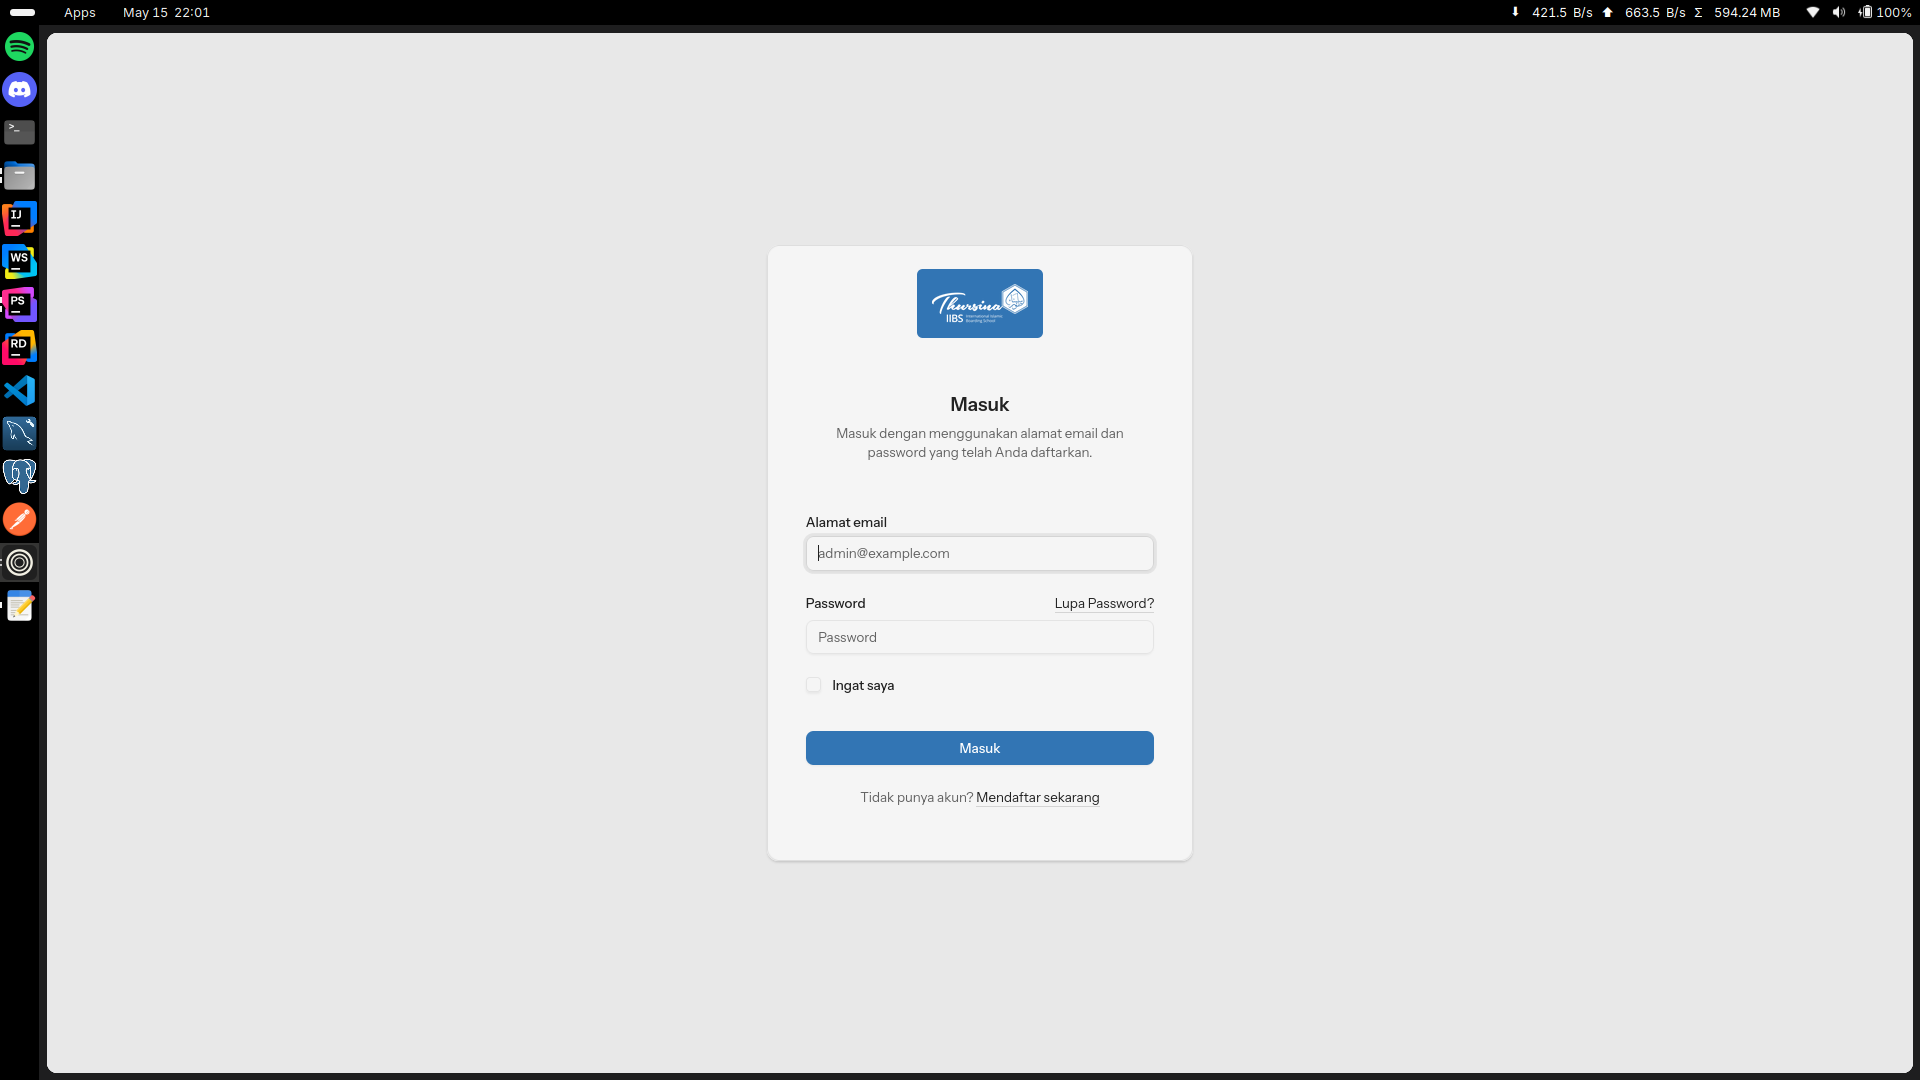 Apps May 15 22:01
421.5 B/s 663.5 B/s Σ 594.24 MB 100%
>_
IJ
WS
PS
RD
Thursina
IIBS International Islamic
Boarding School
Masuk
Masuk dengan menggunakan alamat email dan
password yang telah Anda daftarkan.
Alamat email
admin@example.com
Password Lupa Password?
Password
Ingat saya
Masuk
Tidak punya akun? Mendaftar sekarang